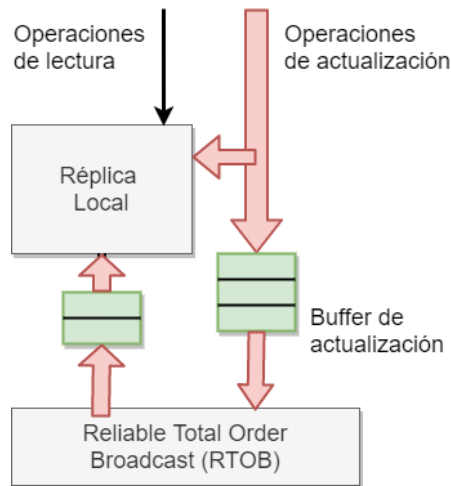 Operaciones
de lectura
Operaciones
de actualización
Réplica
Local
Buffer de
actualización
Reliable Total Order
Broadcast (RTOB)